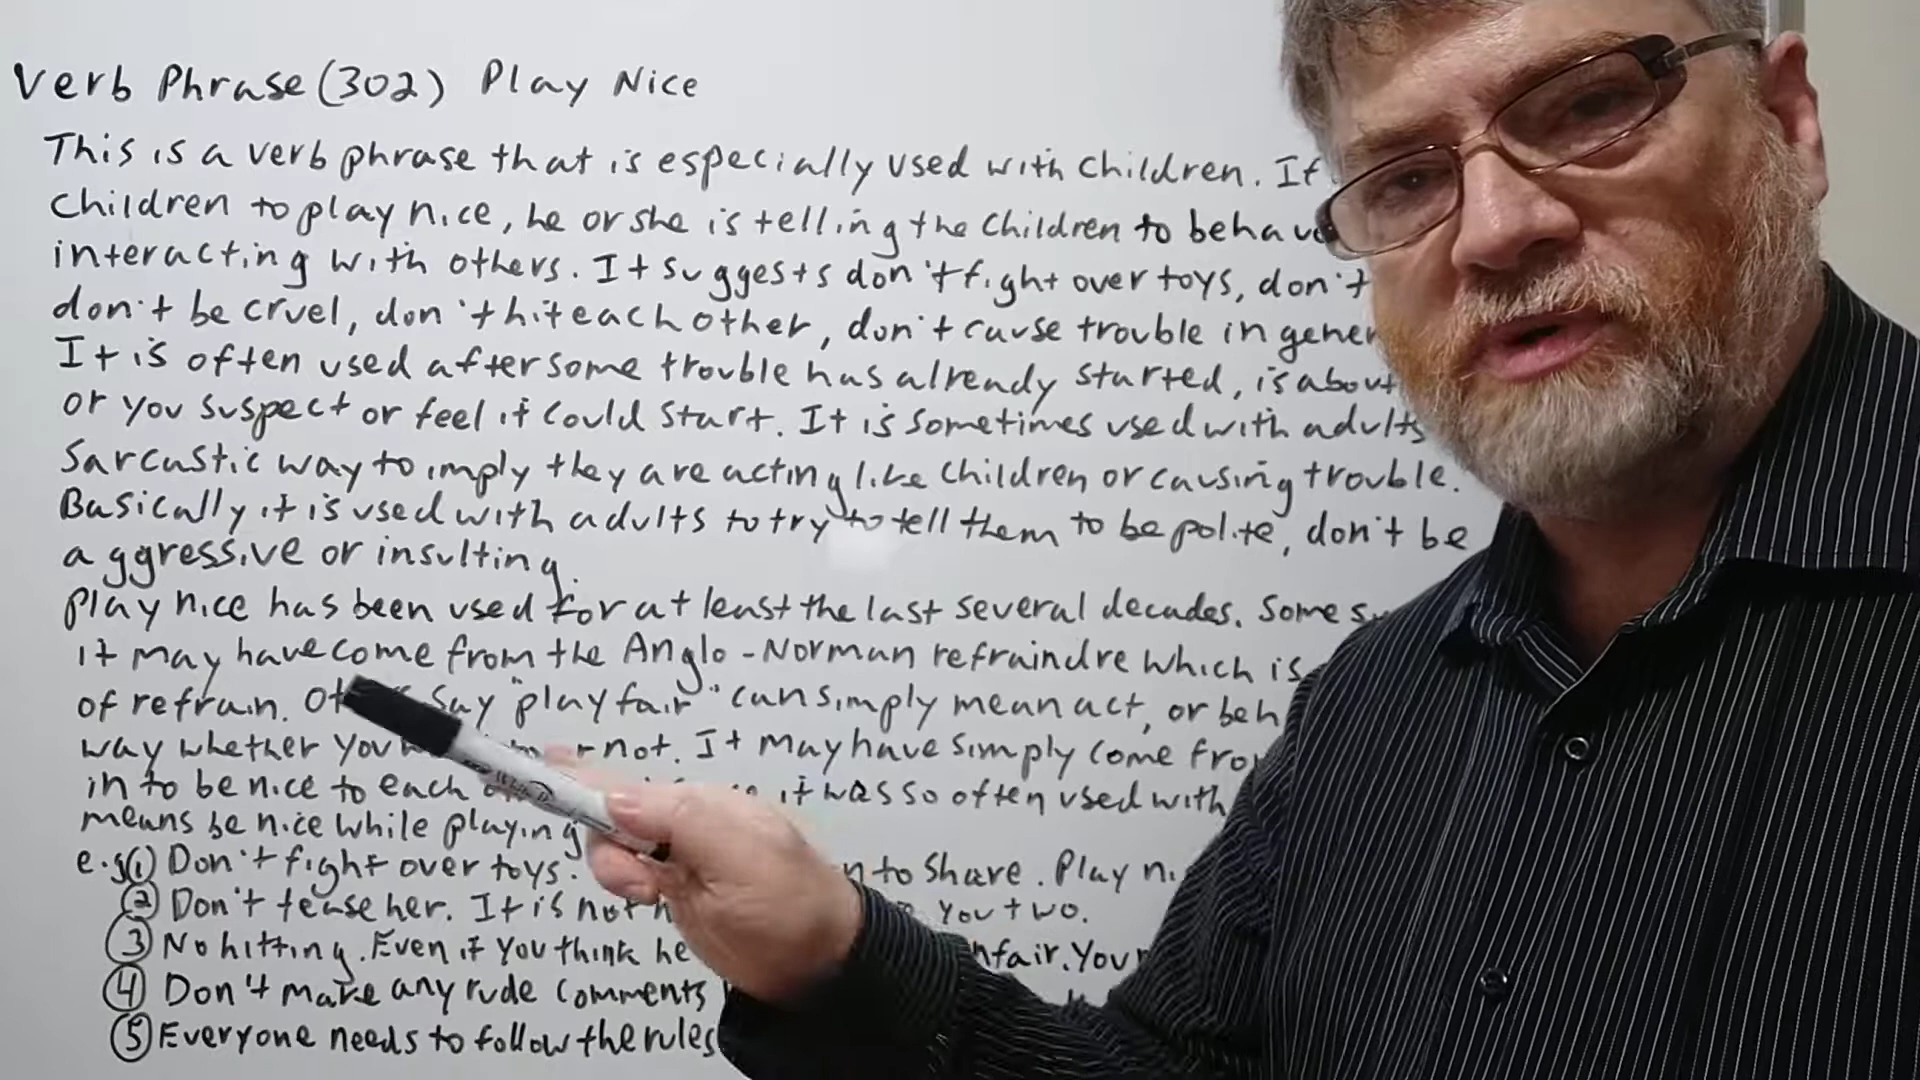 Verb Phrase (302) Play Nice
This is a verb phrase that is especially used with children. If
children to play nice, he or she is telling the children to behave
interacting with others. It suggests don't fight over toys, don't
don't be cruel, don't hit each other, don't cause trouble in gener
It is often used after some trouble has already started, is about
or you suspect or feel it could start. It is sometimes used with adults
sarcastic way to imply they are acting like children or causing trouble.
Basically it is used with adults to try to tell them to be polite, don't be
aggressive or insulting.
Play nice has been used for at least the last several decades. Some s
it may have come from the Anglo-Norman refraindre which is
of refrain. Ot say "play fair" can simply mean act, or beh
way whether you or not. It may have simply come fro
in to be nice to each it was so often used with
means be nice while playing
e.g. (1) Don't fight over toys. to share. Play ni
(2) Don't tease her. It is not you two.
(3) No hitting. Even if you think he nfair. You
(4) Don't make any rude comments
(5) Everyone needs to follow the rules